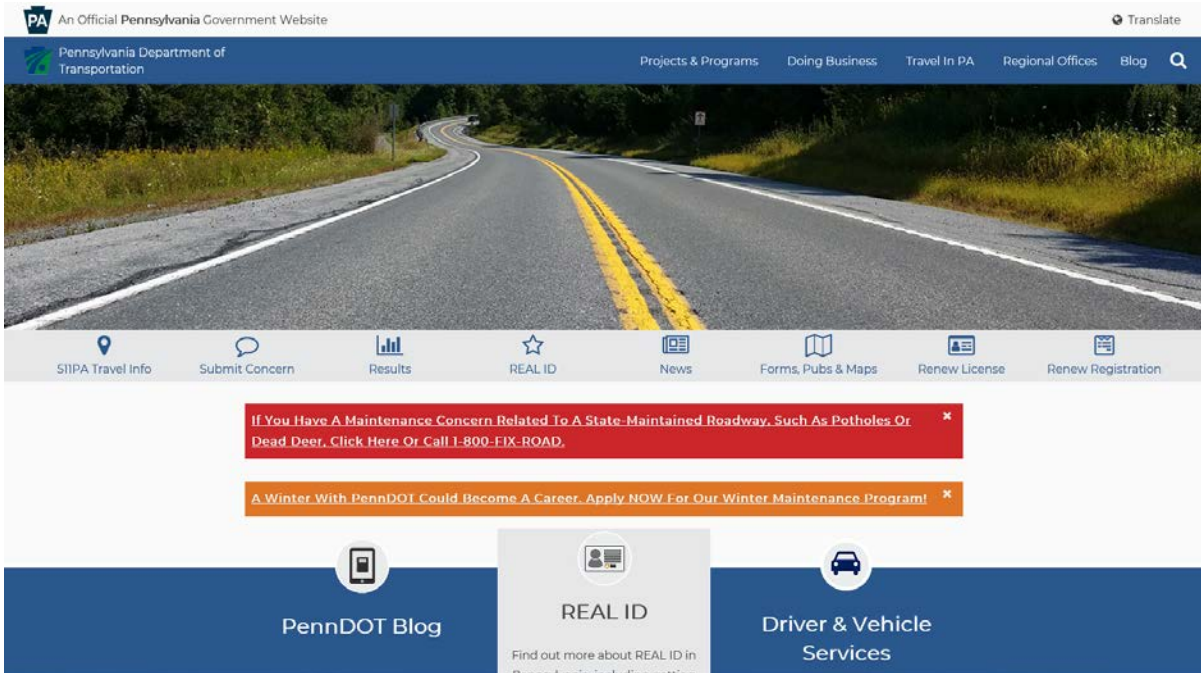 PA An Official Pennsylvania Government Website
Translate
Pennsylvania Department of
Transportation
Projects & Programs Doing Business Travel In PA Regional Offices Blog
511PA Travel Info Submit Concern Results REAL ID News Forms, Pubs & Maps Renew License Renew Registration
If You Have A Maintenance Concern Related To A State-Maintained Roadway, Such As Potholes Or
Dead Deer, Click Here Or Call 1-800-FIX-ROAD.
A Winter With PennDOT Could Become A Career. Apply NOW For Our Winter Maintenance Program!
PennDOT Blog
REAL ID
Find out more about REAL ID in
Driver & Vehicle
Services